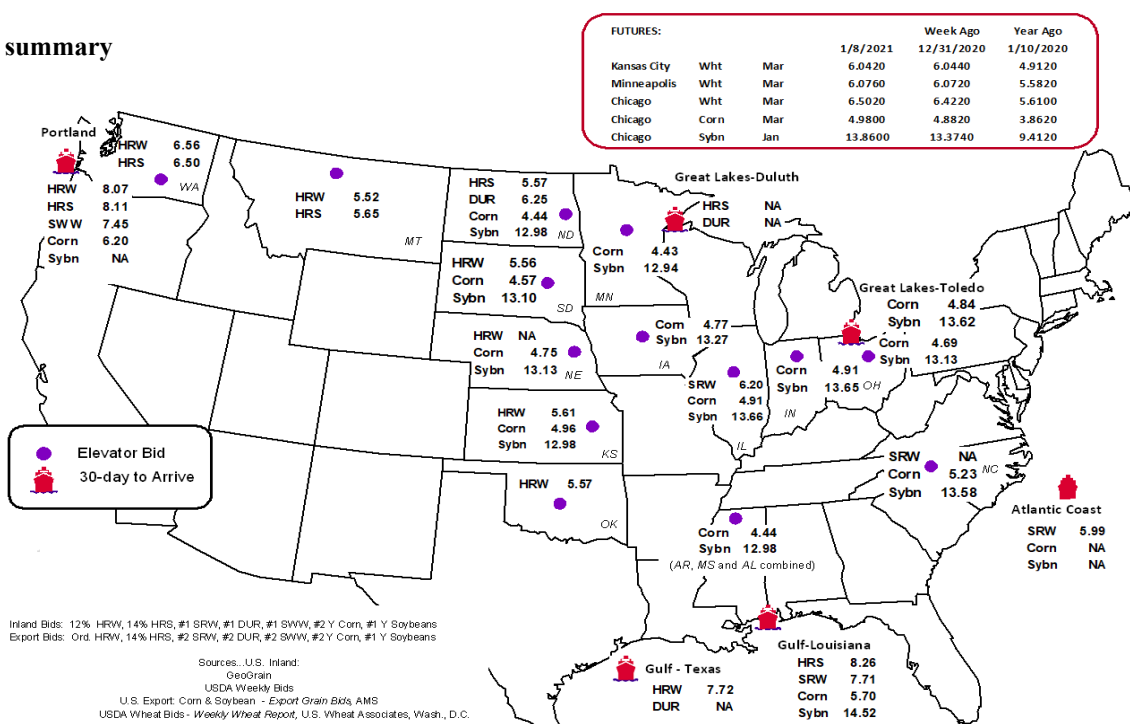 summary
FUTURES:
Week Ago Year Ago
1/8/2021 12/31/2020 1/10/2020
Kansas City Wht Mar 6.0420 6.0440 4.9120
Minneapolis Wht Mar 6.0760 6.0720 5.5820
Chicago Wht Mar 6.5020 6.4220 5.6100
Chicago Corn Mar 4.9800 4.8820 3.8620
Chicago Sybn Jan 13.8600 13.3740 9.4120
Portland
HRW 8.07
HRS 8.11
SWW 7.45
Corn 6.20
Sybn NA
HRW 6.56
HRS 6.50
WA
HRW 5.52
HRS 5.65
MT
HRS 5.57
DUR 6.25
Corn 4.44
Sybn 12.98
ND
HRW 5.56
Corn 4.57
Sybn 13.10
SD
HRW NA
Corn 4.75
Sybn 13.13
NE
HRW 5.61
Corn 4.96
Sybn 12.98
KS
HRW 5.57
OK
Great Lakes-Duluth
HRS NA
DUR NA
Corn 4.43
Sybn 12.94
MN
Corn 4.77
Sybn 13.27
IA
SRW 6.20
Corn 4.91
Sybn 13.66
IL
Great Lakes-Toledo
Corn 4.84
Sybn 13.62
Corn 4.69
Sybn 13.13
OH
Corn 4.91
Sybn 13.65
IN
SRW NA
Corn 5.23
Sybn 13.58
NC
Atlantic Coast
SRW 5.99
Corn NA
Sybn NA
Corn 4.44
Sybn 12.98
(AR, MS and AL combined)
Gulf-Louisiana
HRS 8.26
SRW 7.71
Corn 5.70
Sybn 14.52
Gulf - Texas
HRW 7.72
DUR NA
Elevator Bid
30-day to Arrive
Inland Bids: 12% HRW, 14% HRS, #1 SRW, #1 DUR, #1 SWW, #2 Y Corn, #1 Y Soybeans
Export Bids: Ord. HRW, 14% HRS, #2 SRW, #2 DUR, #2 SWW, #2 Y Corn, #1 Y Soybeans
Sources...U.S. Inland:
GeoGrain
USDA Weekly Bids
U.S. Export: Corn & Soybean - Export Grain Bids, AMS
USDA Wheat Bids - Weekly Wheat Report, U.S. Wheat Associates, Wash., D.C.